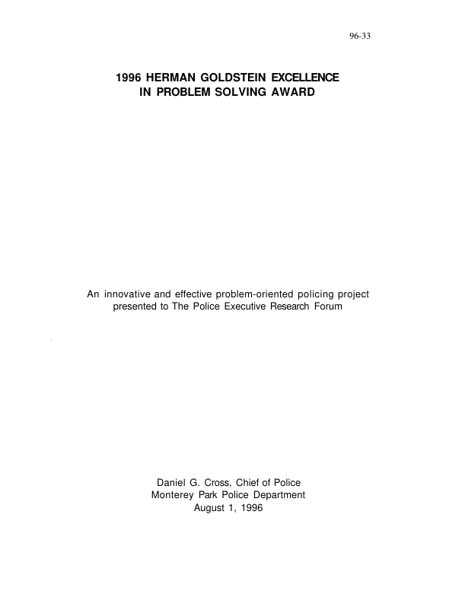 96-33
1996 HERMAN GOLDSTEIN EXCELLENCE
IN PROBLEM SOLVING AWARD
An innovative and effective problem-oriented policing project
presented to The Police Executive Research Forum
Daniel G. Cross, Chief of Police
Monterey Park Police Department
August 1, 1996